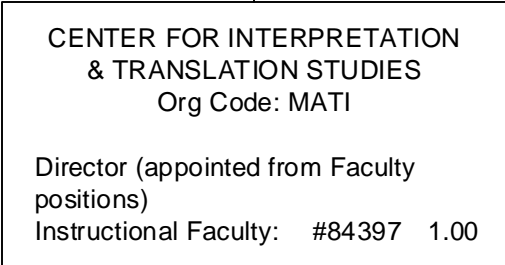 CENTER FOR INTERPRETATION
& TRANSLATION STUDIES
Org Code: MATI
Director (appointed from Faculty
positions)
Instructional Faculty: #84397 1.00